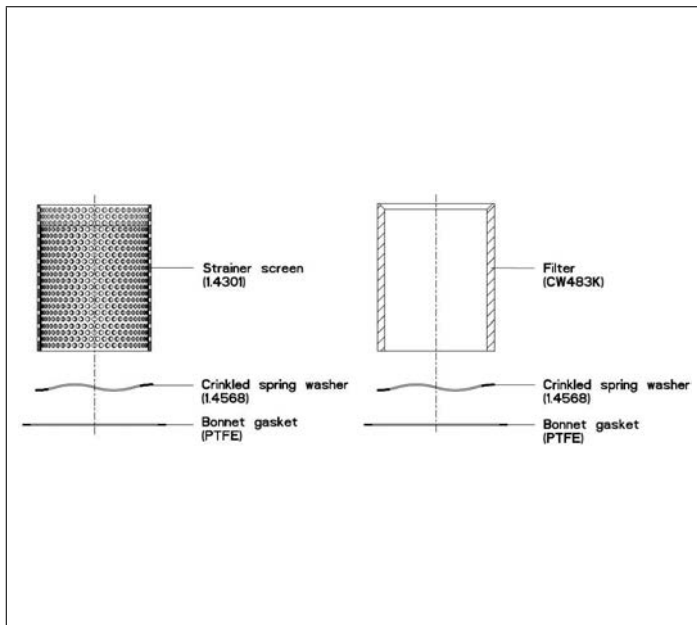 Strainer screen
(1.4301)
Crinkled spring washer
(1.4568)
Bonnet gasket
(PTFE)
Filter
(CW483K)
Crinkled spring washer
(1.4568)
Bonnet gasket
(PTFE)